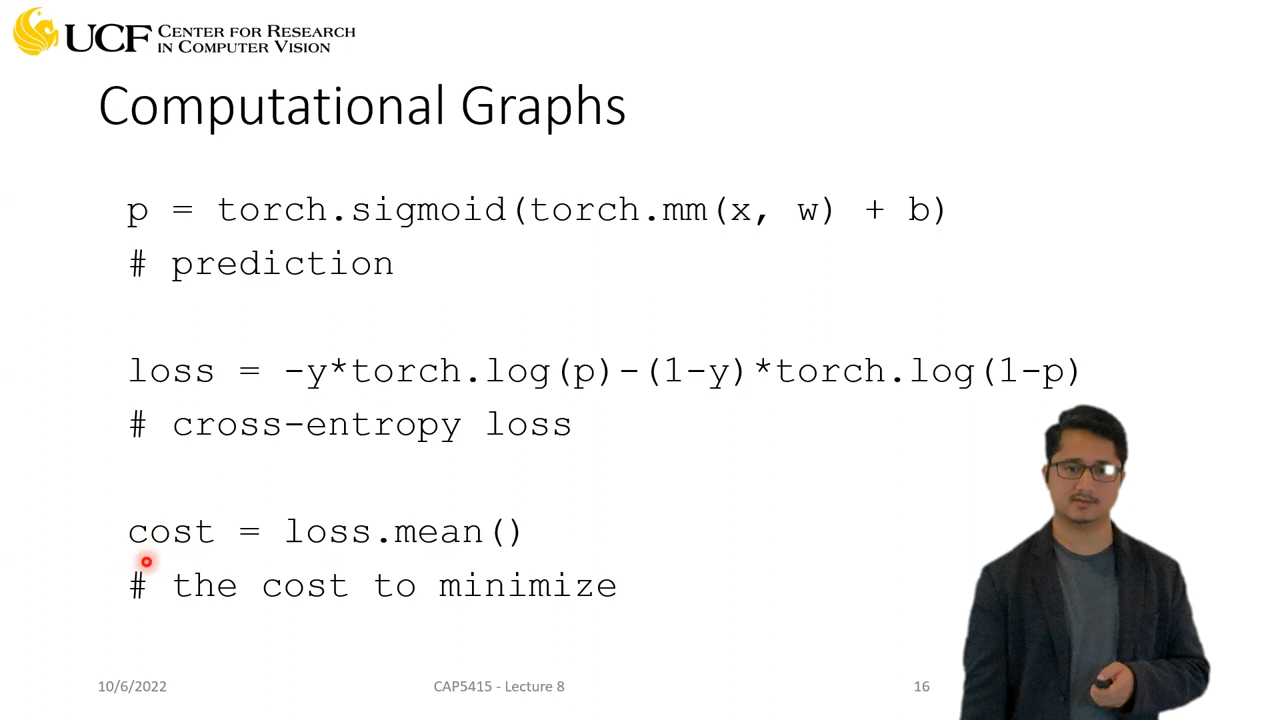 UCF CENTER FOR RESEARCH
IN COMPUTER VISION
Computational Graphs
p = torch.sigmoid(torch.mm(x, w) + b)
# prediction
loss = -y*torch.log(p)-(1-y)*torch.log(1-p)
# cross-entropy loss
cost = loss.mean()
# the cost to minimize
10/6/2022
CAP5415 - Lecture 8
16